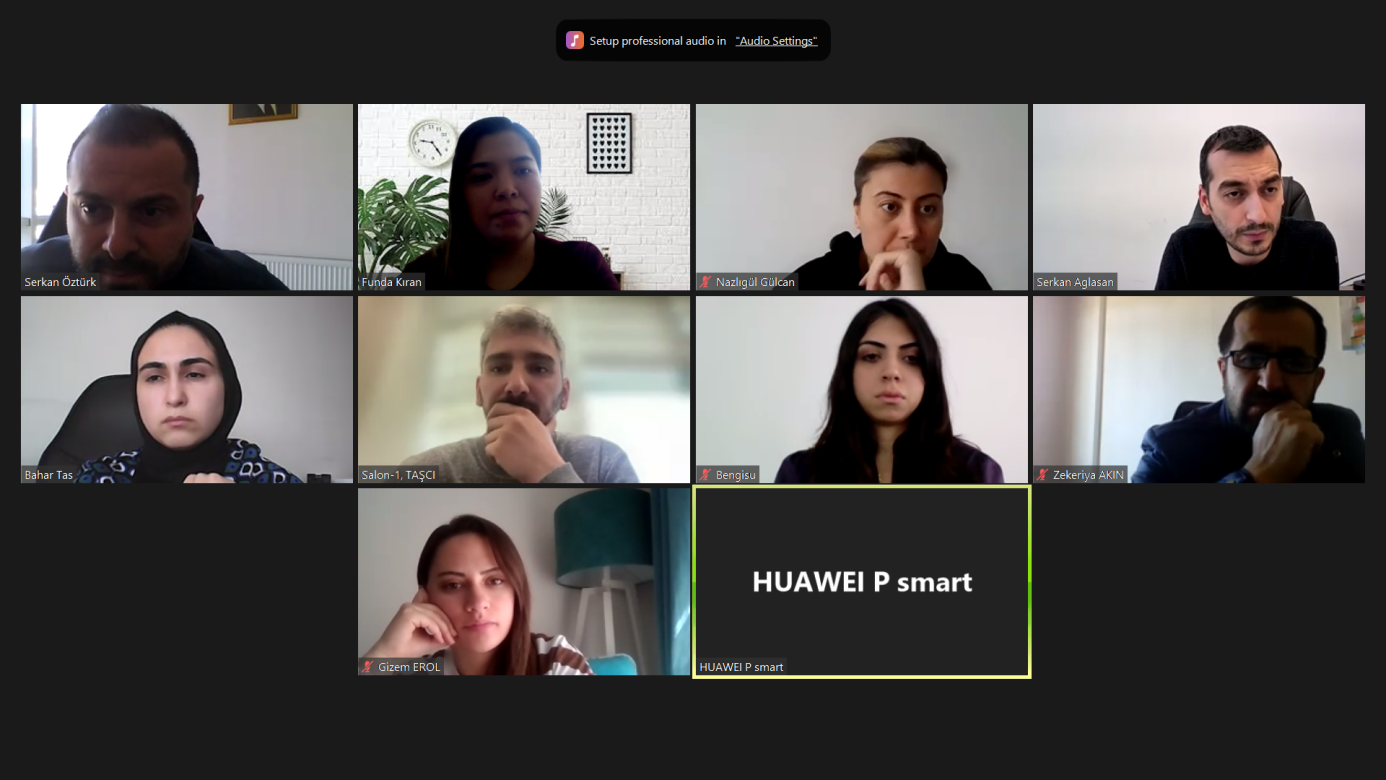 Setup professional audio in "Audio Settings"
Serkan Öztürk
Funda Kıran
Nazlıgül Gülcan
Serkan Aglasan
Bahar Tas
Salon-1, TAŞCI
Bengisu
Zekeriya AKIN
Gizem EROL
HUAWEI P smart
HUAWEI P smart